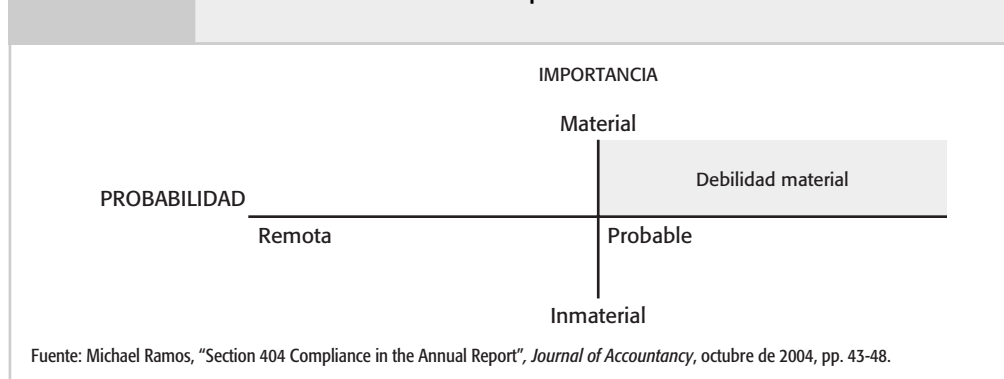 IMPORTANCIA
Material
Debilidad material
PROBABILIDAD
Remota
Probable
Inmaterial
Fuente: Michael Ramos, “Section 404 Compliance in the Annual Report”, Journal of Accountancy, octubre de 2004, pp. 43-48.